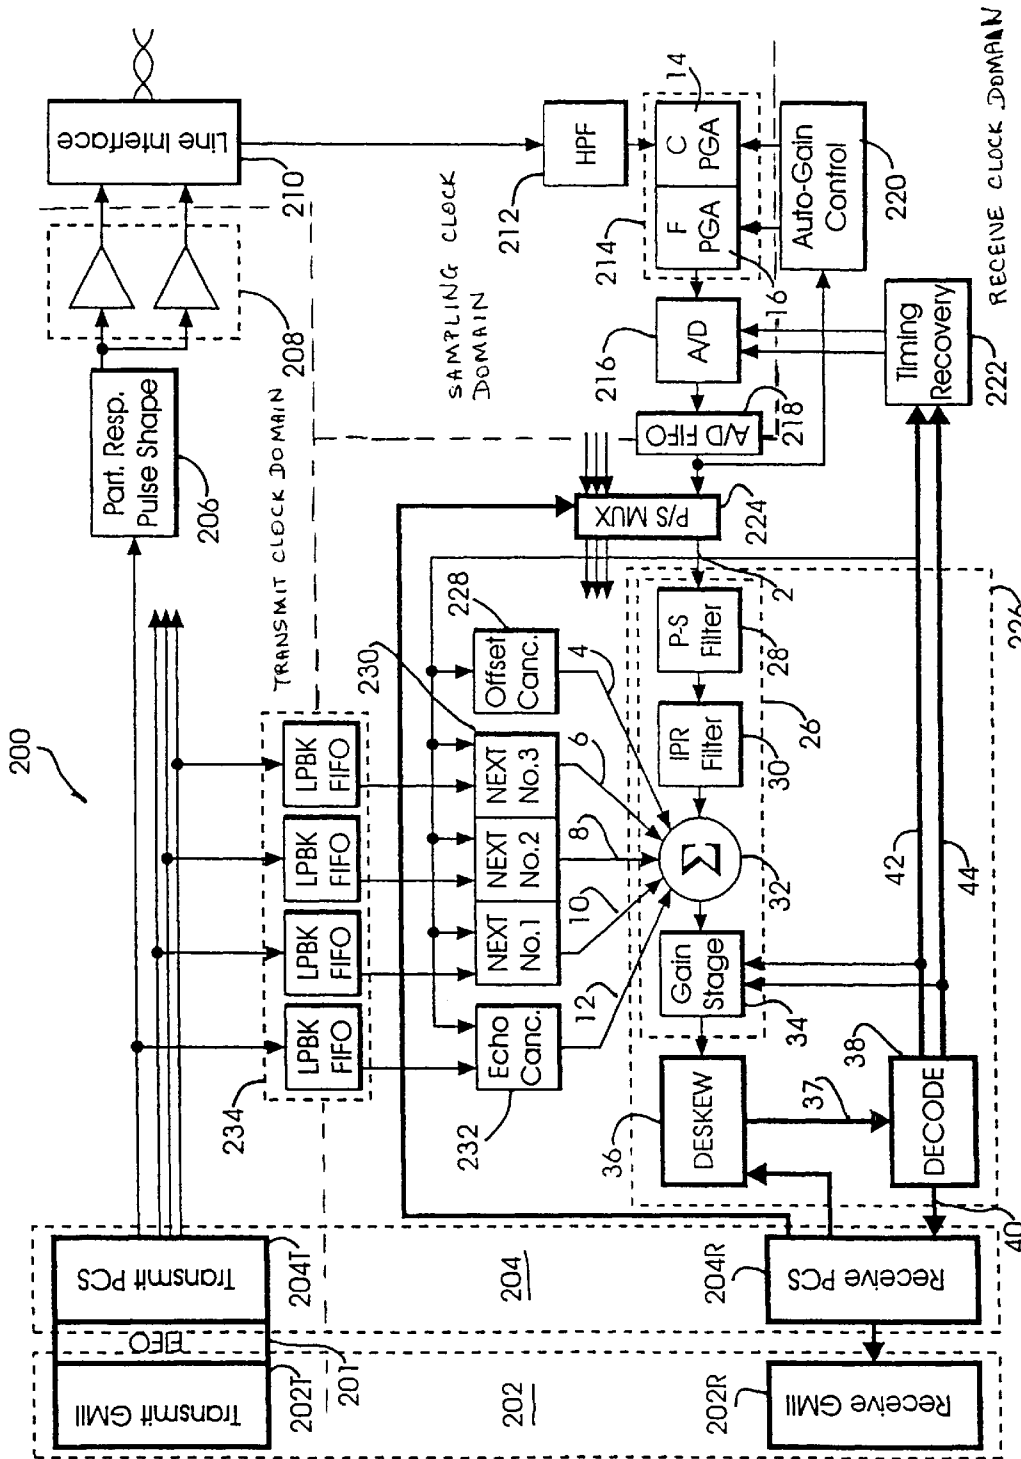 200
Transmit GMII
202T
FIFO
201
Transmit PCS
204T
Part. Resp.
Pulse Shape
206
208
Line Interface
210
TRANSMIT CLOCK DOMAIN
SAMPLING CLOCK
DOMAIN
RECEIVE CLOCK DOMAIN
234
LPBK
FIFO
LPBK
FIFO
LPBK
FIFO
LPBK
FIFO
230
228
Echo
Canc.
232
NEXT
No.1
NEXT
No.2
NEXT
No.3
Offset
Canc.
HPF
212
12
10
8
6
4
2
P/S MUX
224
A/D FIFO
218
A/D
216
214
F
PGA
C
PGA
14
16
Auto-Gain
Control
220
Timing
Recovery
222
202
204
36
DESKEW
Gain
Stage
34
Σ
32
IPR
Filter
30
P-S
Filter
28
26
226
37
DECODE
38
40
42
44
204R
Receive PCS
202R
Receive GMII